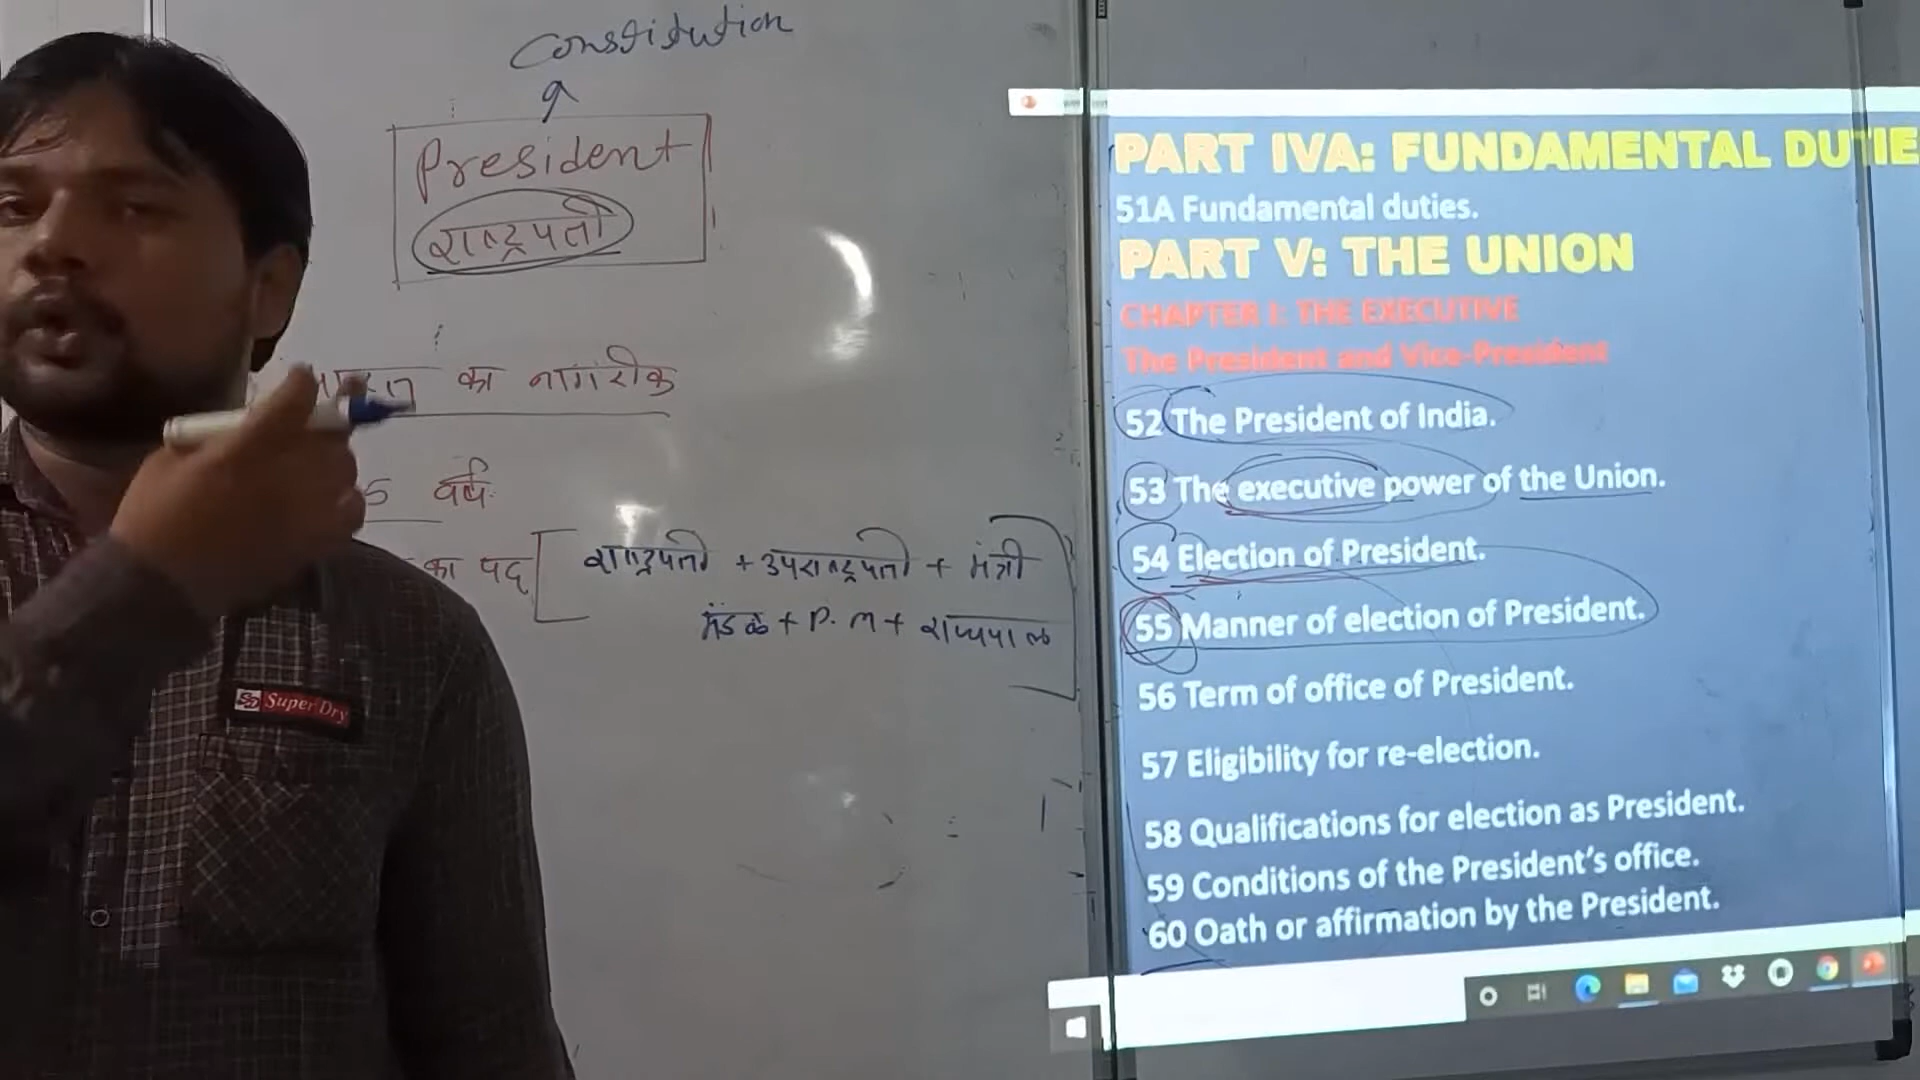 Constitution
President
राष्ट्रपती
का नागरीक
5 वर्ष
का पद
राष्ट्रपती + उपराष्ट्रपती + मंत्री
मंडळ + P. M + राज्यपाल
Super Dry
PART IVA: FUNDAMENTAL DUTIE
51A Fundamental duties.
PART V: THE UNION
CHAPTER I: THE EXECUTIVE
The President and Vice-President
52 The President of India.
53 The executive power of the Union.
54 Election of President.
55 Manner of election of President.
56 Term of office of President.
57 Eligibility for re-election.
58 Qualifications for election as President.
59 Conditions of the President's office.
60 Oath or affirmation by the President.